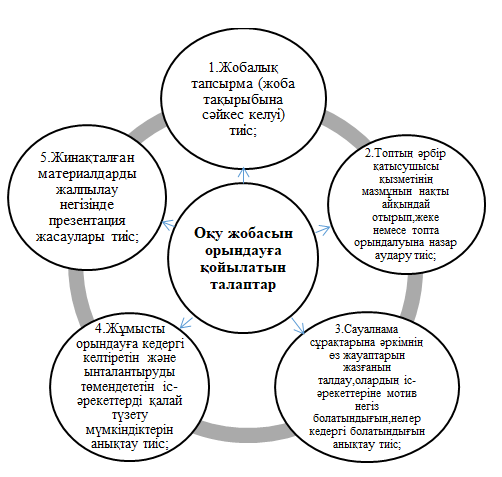 1.Жобалық
тапсырма (жоба
тақырыбына
сәйкес келуі)
тиіс;
2.Топтың әрбір
қатысушысы
қызметінің
мазмұнын нақты
айқындай
отырып,жеке
немесе топта
орындалуына назар
аудару тиіс;
3.Сауалнама
сұрақтарына әркімнің
өз жауаптарын
жазғанын
талдау,олардың іс-
әрекеттеріне мотив
негіз
болатындығын,нелер
кедергі болатындығын
анықтау тиіс;
4.Жұмысты
орындауға кедергі
келтіретін және
ынталантыруды
төмендететін іс-
әрекеттерді қалай
түзету
мүмкіндіктерін
анықтау тиіс;
5.Жинақталған
материалдарды
жалпылау
негізінде
презентация
жасаулары тиіс;
Оқу жобасын
орындауға
қойылатын
талаптар